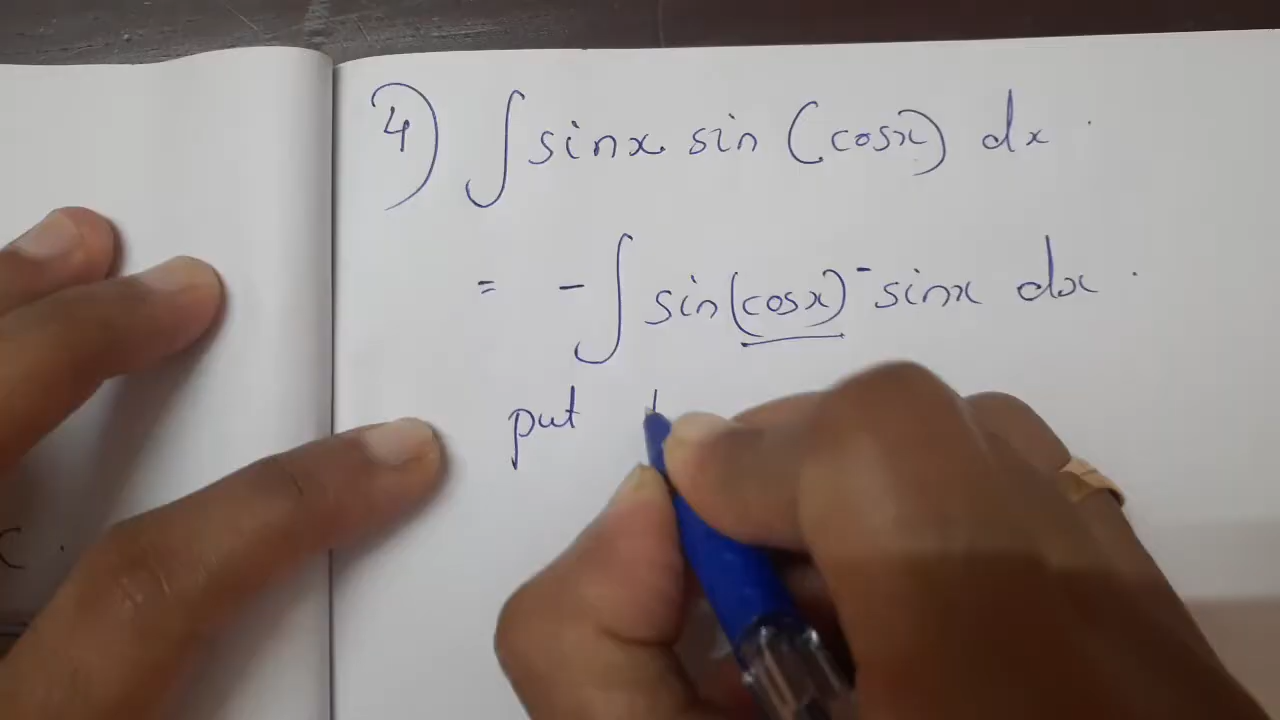 4) ∫ sinx sin (cosx) dx .
= - ∫ sin(cosx) - sinx dx .
put